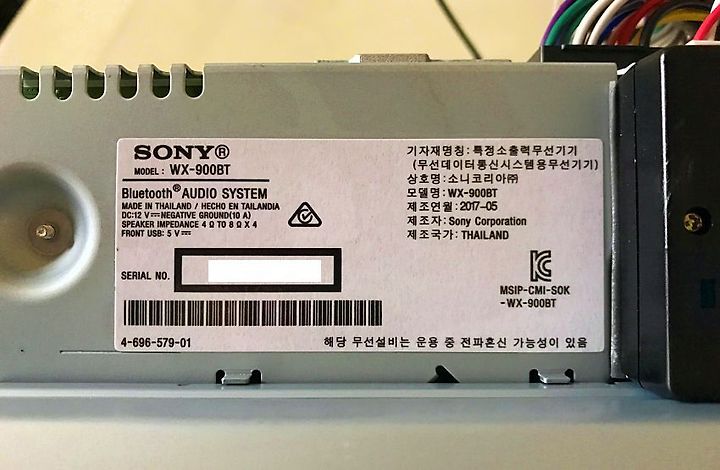 SONY®
MODEL: WX-900BT
Bluetooth® AUDIO SYSTEM
MADE IN THAILAND / HECHO EN TAILANDIA
DC:12 V⎓NEGATIVE GROUND(10 A)
SPEAKER IMPEDANCE 4 Ω TO 8 Ω X 4
FRONT USB: 5 V⎓
SERIAL NO.
4-696-579-01
기자재명칭: 특정소출력무선기기
(무선데이터통신시스템용무선기기)
상호명: 소니코리아㈜
모델명: WX-900BT
제조연월: 2017-05
제조자: Sony Corporation
제조국가: THAILAND
MSIP-CMI-SOK
-WX-900BT
해당 무선설비는 운용 중 전파혼신 가능성이 있음